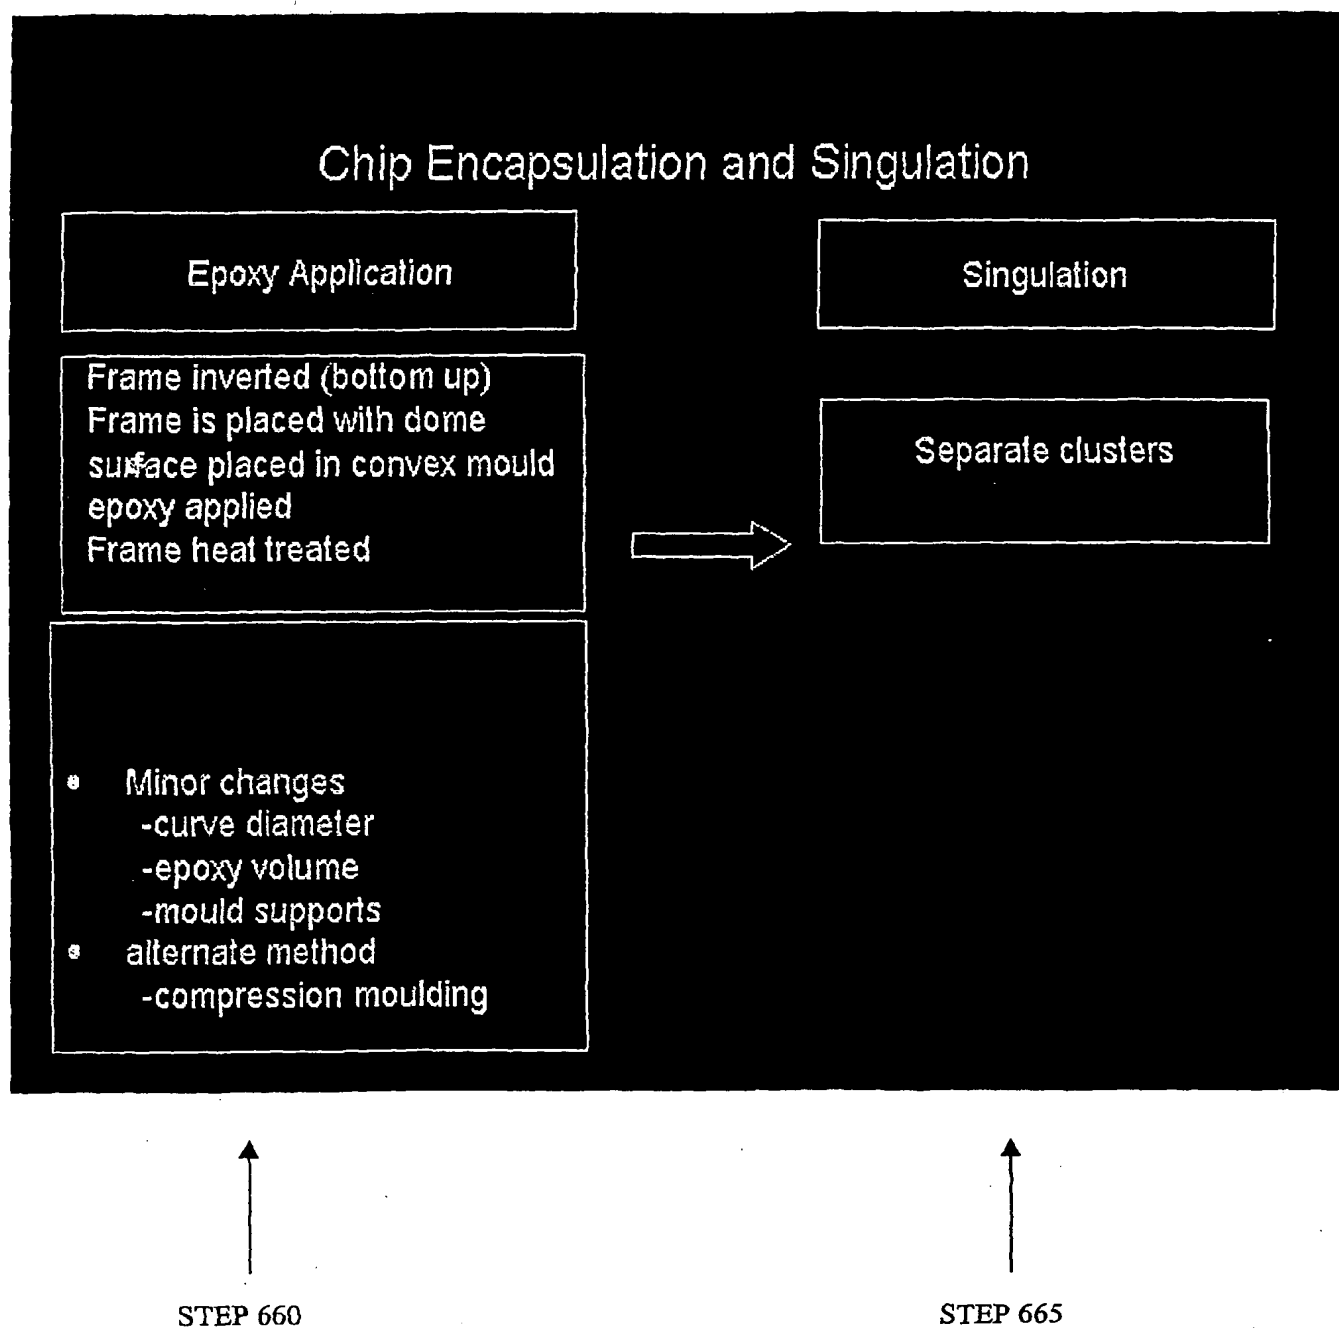 Chip Encapsulation and Singulation
Epoxy Application
Frame inverted (bottom up)
Frame is placed with dome
surface placed in convex mould
epoxy applied
Frame heat treated
• Minor changes
-curve diameter
-epoxy volume
-mould supports
• alternate method
-compression moulding
Singulation
Separate clusters
STEP 660
STEP 665